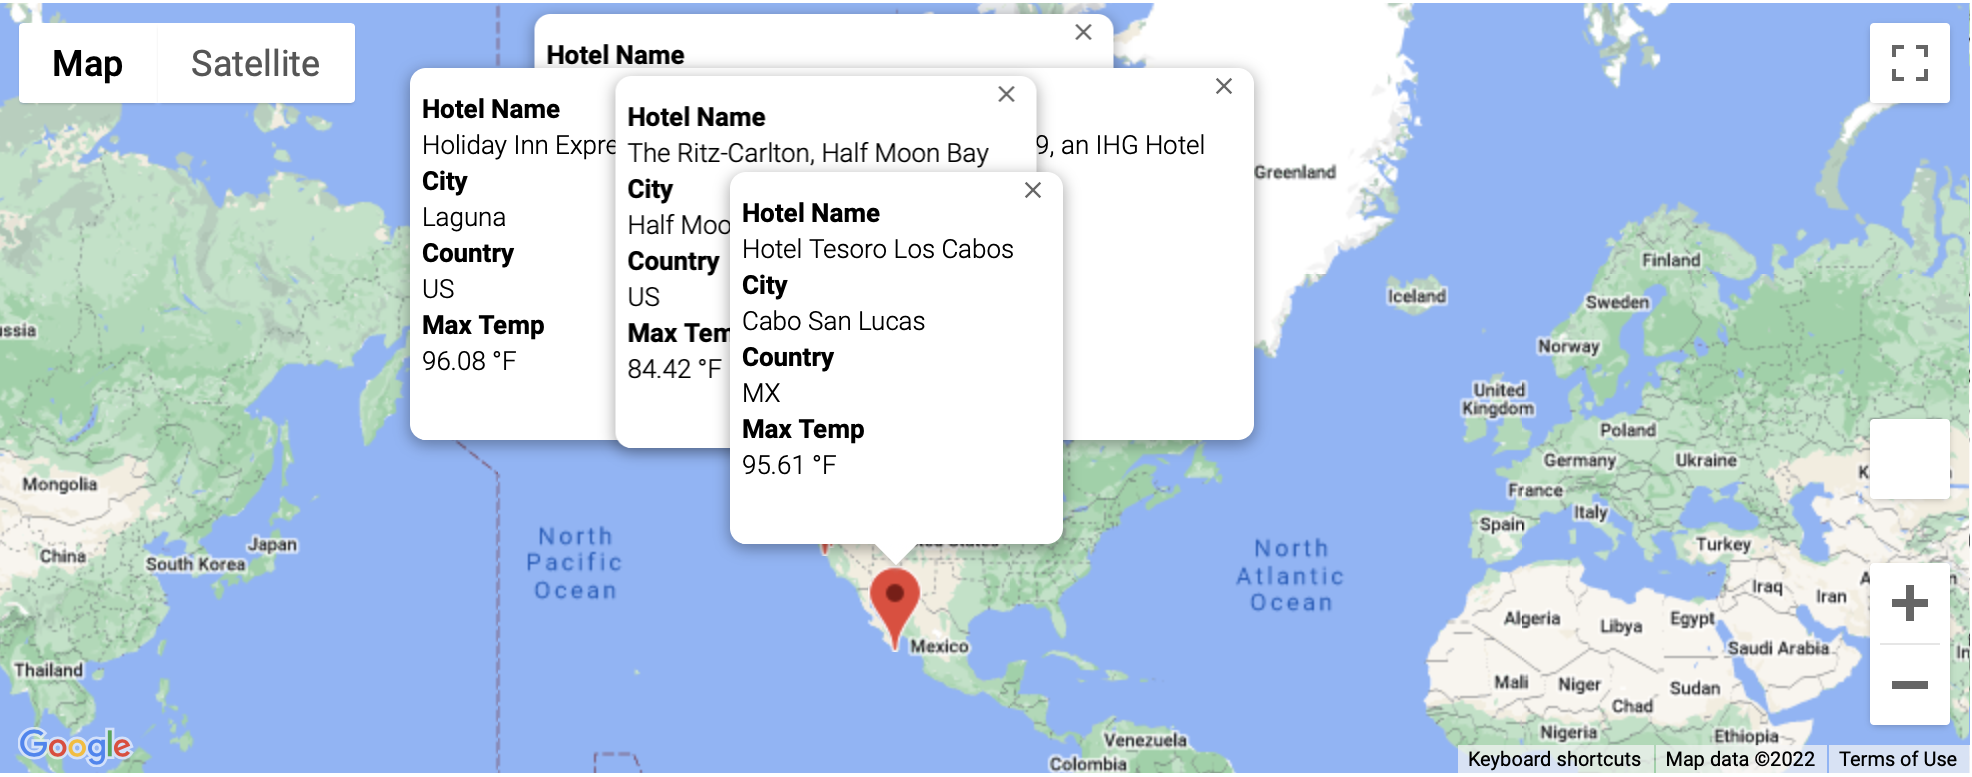 Map
Satellite
Hotel Name
Hotel Name
Holiday Inn Expre
9, an IHG Hotel
City
Laguna
Country
US
Max Temp
96.08 °F
Hotel Name
The Ritz-Carlton, Half Moon Bay
City
Half Moo
Country
US
Max Tem
84.42 °F
Hotel Name
Hotel Tesoro Los Cabos
City
Cabo San Lucas
Country
MX
Max Temp
95.61 °F
Greenland
Iceland
Finland
Sweden
Norway
United
Kingdom
Poland
Germany
Ukraine
France
Italy
Spain
Turkey
Iraq
Iran
Algeria
Libya
Egypt
Saudi Arabia
Mali
Niger
Sudan
Chad
Nigeria
Ethiopia
ssia
Mongolia
China
South Korea
Japan
Thailand
North
Pacific
Ocean
North
Atlantic
Ocean
Mexico
Venezuela
Colombia
Google
Keyboard shortcuts
Map data ©2022
Terms of Use